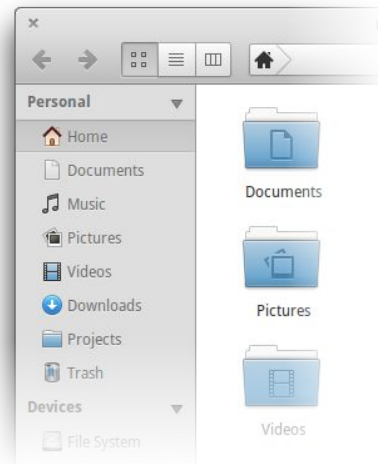 Personal
Home
Documents
Music
Pictures
Videos
Downloads
Projects
Trash
Devices
File System
Documents
Pictures
Videos